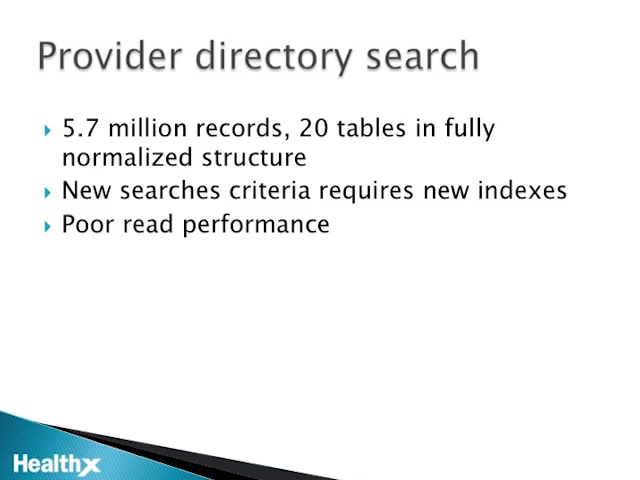 Provider directory search
5.7 million records, 20 tables in fully
normalized structure
New searches criteria requires new indexes
Poor read performance
Healthx